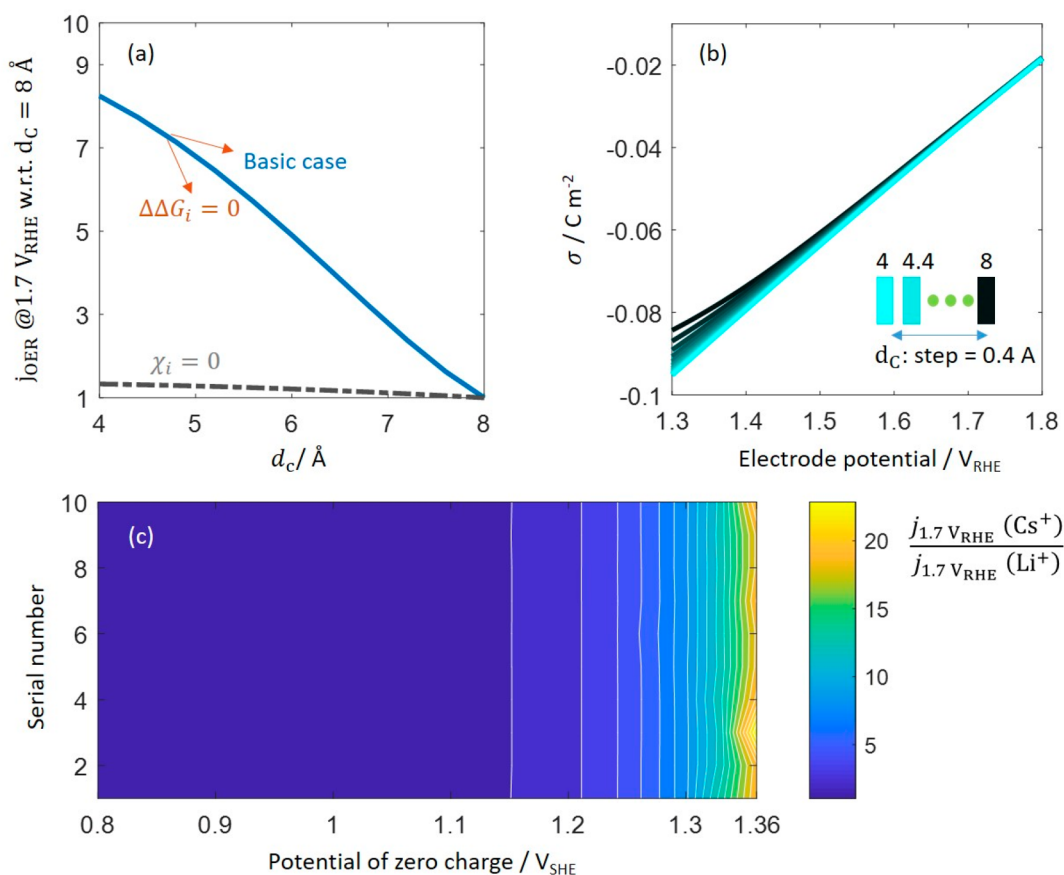 10
9
7
5
3
1
4
5
6
7
8
j_OER @1.7 V_RHE w.r.t. d_C = 8 Å
d_c/ Å
(a)
Basic case
ΔΔG_i = 0
χ_i = 0
-0.02
-0.04
-0.06
-0.08
-0.1
1.3
1.4
1.5
1.6
1.7
1.8
σ / C m⁻²
Electrode potential / V_RHE
(b)
4 4.4 8
d_C: step = 0.4 A
10
8
6
4
2
0.8
0.9
1
1.1
1.2
1.3
1.36
Serial number
Potential of zero charge / V_SHE
(c)
20
15
10
5
j_1.7 V_RHE (Cs⁺)
j_1.7 V_RHE (Li⁺)